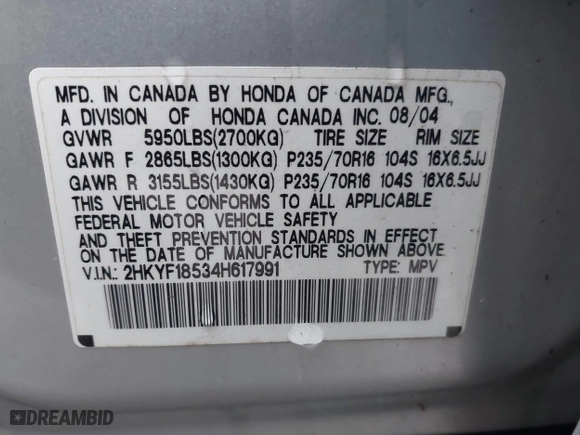 MFD. IN CANADA BY HONDA OF CANADA MFG.,
A DIVISION OF HONDA CANADA INC. 08/04
GVWR 5950LBS(2700KG) TIRE SIZE RIM SIZE
GAWR F 2865LBS(1300KG) P235/70R16 104S 16X6.5JJ
GAWR R 3155LBS(1430KG) P235/70R16 104S 16X6.5JJ
THIS VEHICLE CONFORMS TO ALL APPLICABLE
FEDERAL MOTOR VEHICLE SAFETY
AND THEFT PREVENTION STANDARDS IN EFFECT
ON THE DATE OF MANUFACTURE SHOWN ABOVE.
V.I.N.: 2HKYF18534H617991 TYPE: MPV
DREAMBID